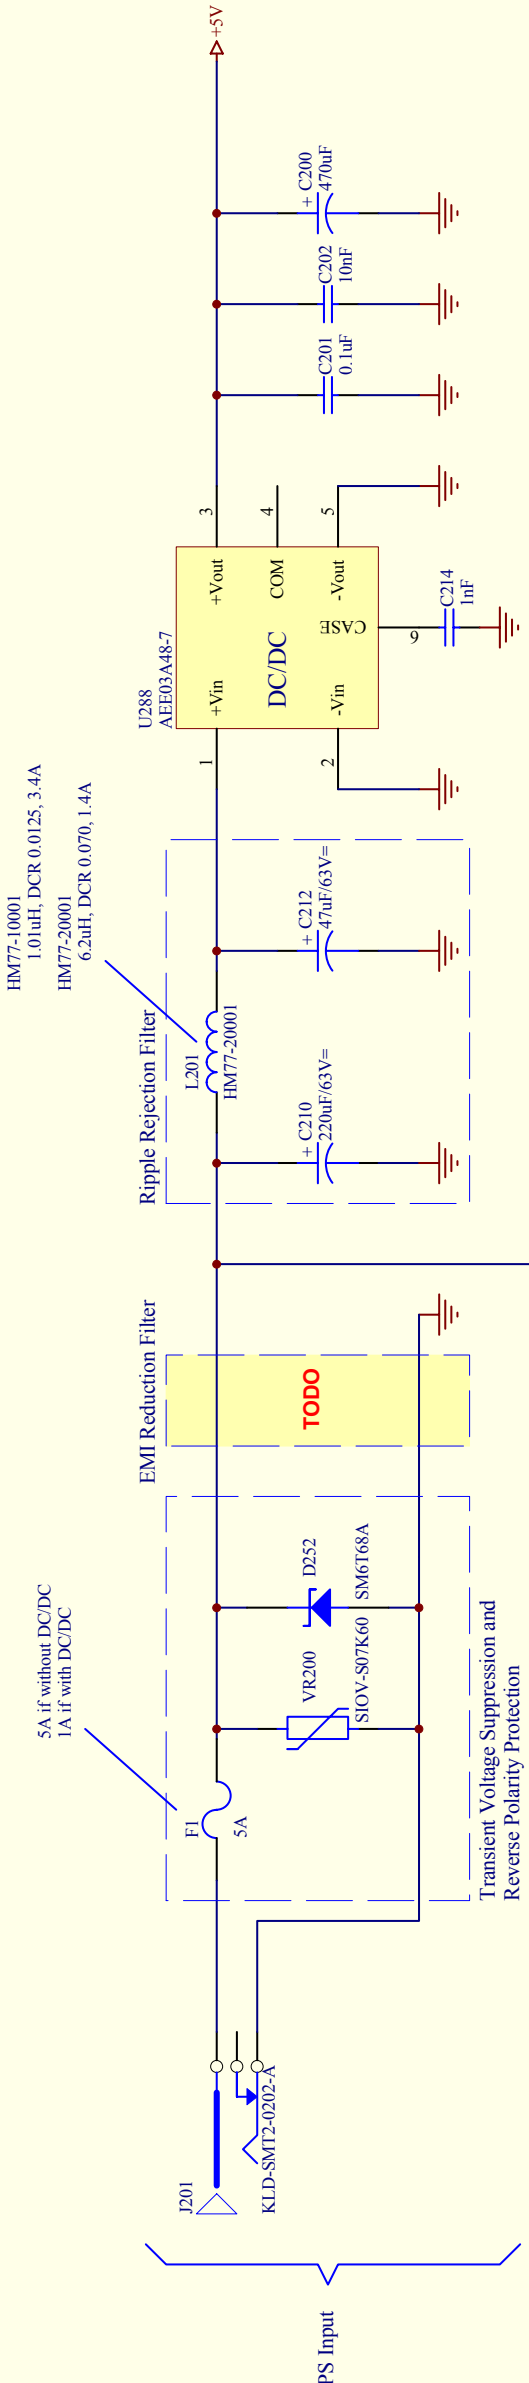 +5V
+ C200
470uF
C202
10nF
C201
0.1uF
3
4
5
+Vout
COM
-Vout
CASE
DC/DC
+Vin
-Vin
6
C214
1nF
U288
AEE03A48-7
1
2
HM77-10001
1.01uH, DCR 0.0125, 3.4A
HM77-20001
6.2uH, DCR 0.070, 1.4A
Ripple Rejection Filter
L201
HM77-20001
+ C212
47uF/63V=
+ C210
220uF/63V=
EMI Reduction Filter
TODO
5A if without DC/DC
1A if with DC/DC
F1
5A
VR200
SIOV-S07K60
D252
SM6T68A
Transient Voltage Suppression and
Reverse Polarity Protection
J201
KLD-SMT2-0202-A
PS Input